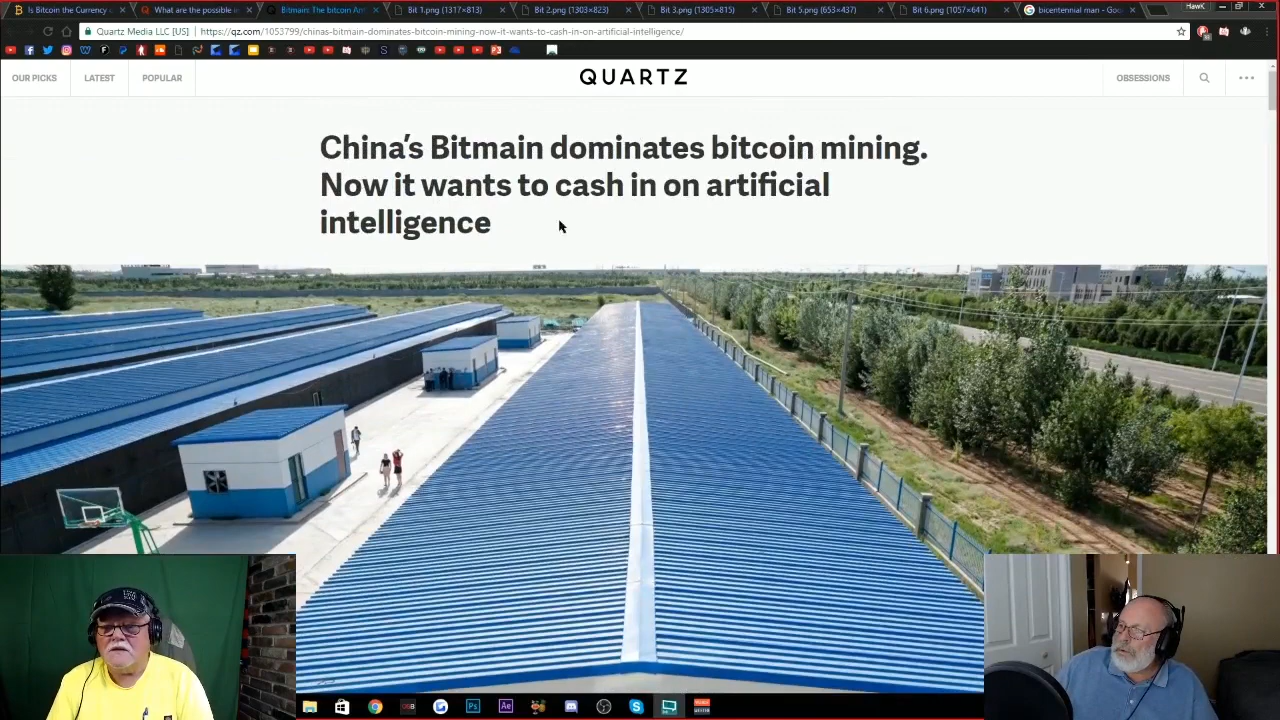 Is Bitcoin the Currency o
What are the possible i
Bitmain: The bitcoin An
Bit 1.png (1317×813)
Bit 2.png (1303×823)
Bit 3.png (1305×815)
Bit 5.png (653×437)
Bit 6.png (1057×641)
bicentennial man - Goo
HawK
Quartz Media LLC [US]
https://qz.com/1053799/chinas-bitmain-dominates-bitcoin-mining-now-it-wants-to-cash-in-on-artificial-intelligence/
OUR PICKS
LATEST
POPULAR
QUARTZ
OBSESSIONS
China's Bitmain dominates bitcoin mining.
Now it wants to cash in on artificial
intelligence